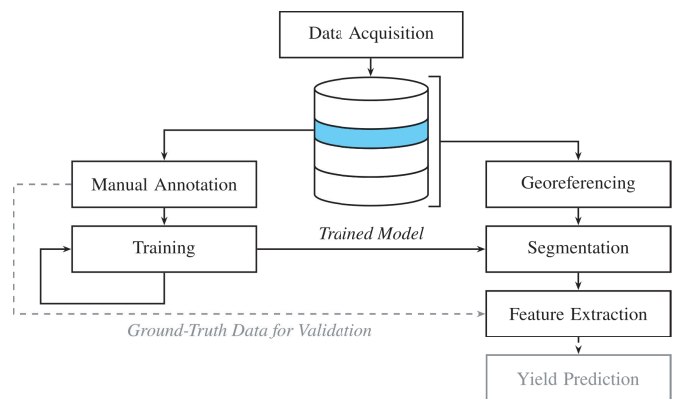 Data Acquisition
Manual Annotation
Georeferencing
Training
Trained Model
Segmentation
Feature Extraction
Ground-Truth Data for Validation
Yield Prediction